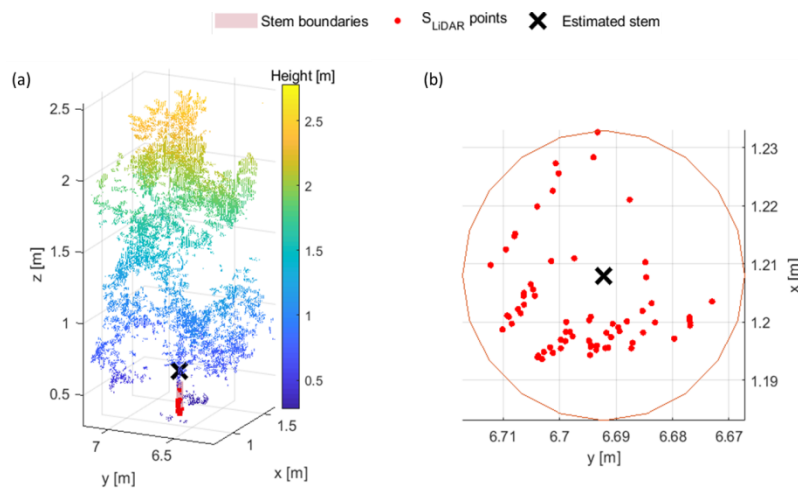 Stem boundaries S_LiDAR points Estimated stem
(a)
Height [m]
2.5
2
1.5
1
0.5
z [m]
7
6.5
y [m]
1
1.5
x [m]
2.5
2
1.5
1
0.5
(b)
1.23
1.22
1.21
1.2
1.19
x [m]
6.71 6.7 6.69 6.68 6.67
y [m]